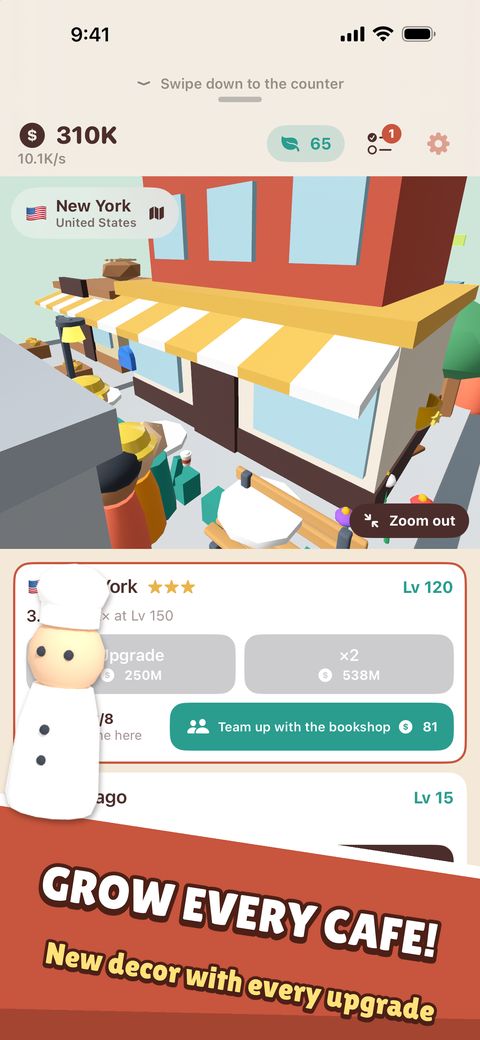 9:41
Swipe down to the counter
$ 310K
65
1
10.1K/s
New York
United States
Zoom out
York
Lv 120
3.
× at Lv 150
Upgrade
×2
250M
538M
/8
Team up with the bookshop $ 81
e here
ago
Lv 15
GROW EVERY CAFE!
New decor with every upgrade